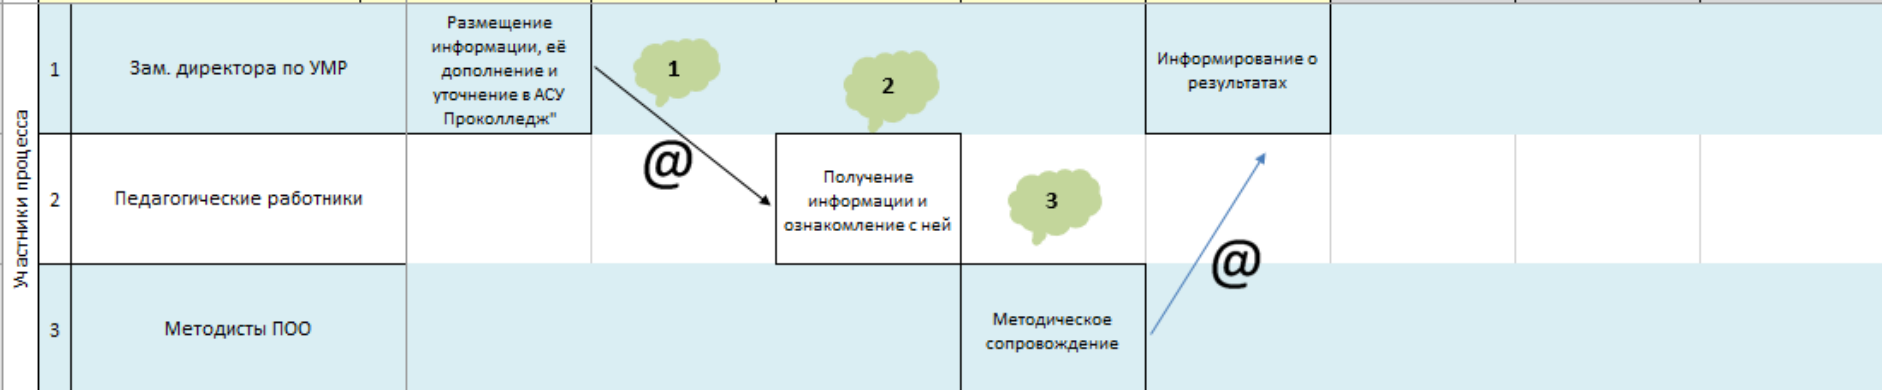 Участники процесса
1
Зам. директора по УМР
Размещение
информации, её
дополнение и
уточнение в АСУ
Проколледж"
1
2
Информирование о
результатах
2
Педагогические работники
@
Получение
информации и
ознакомление с ней
3
@
3
Методисты ПОО
Методическое
сопровождение